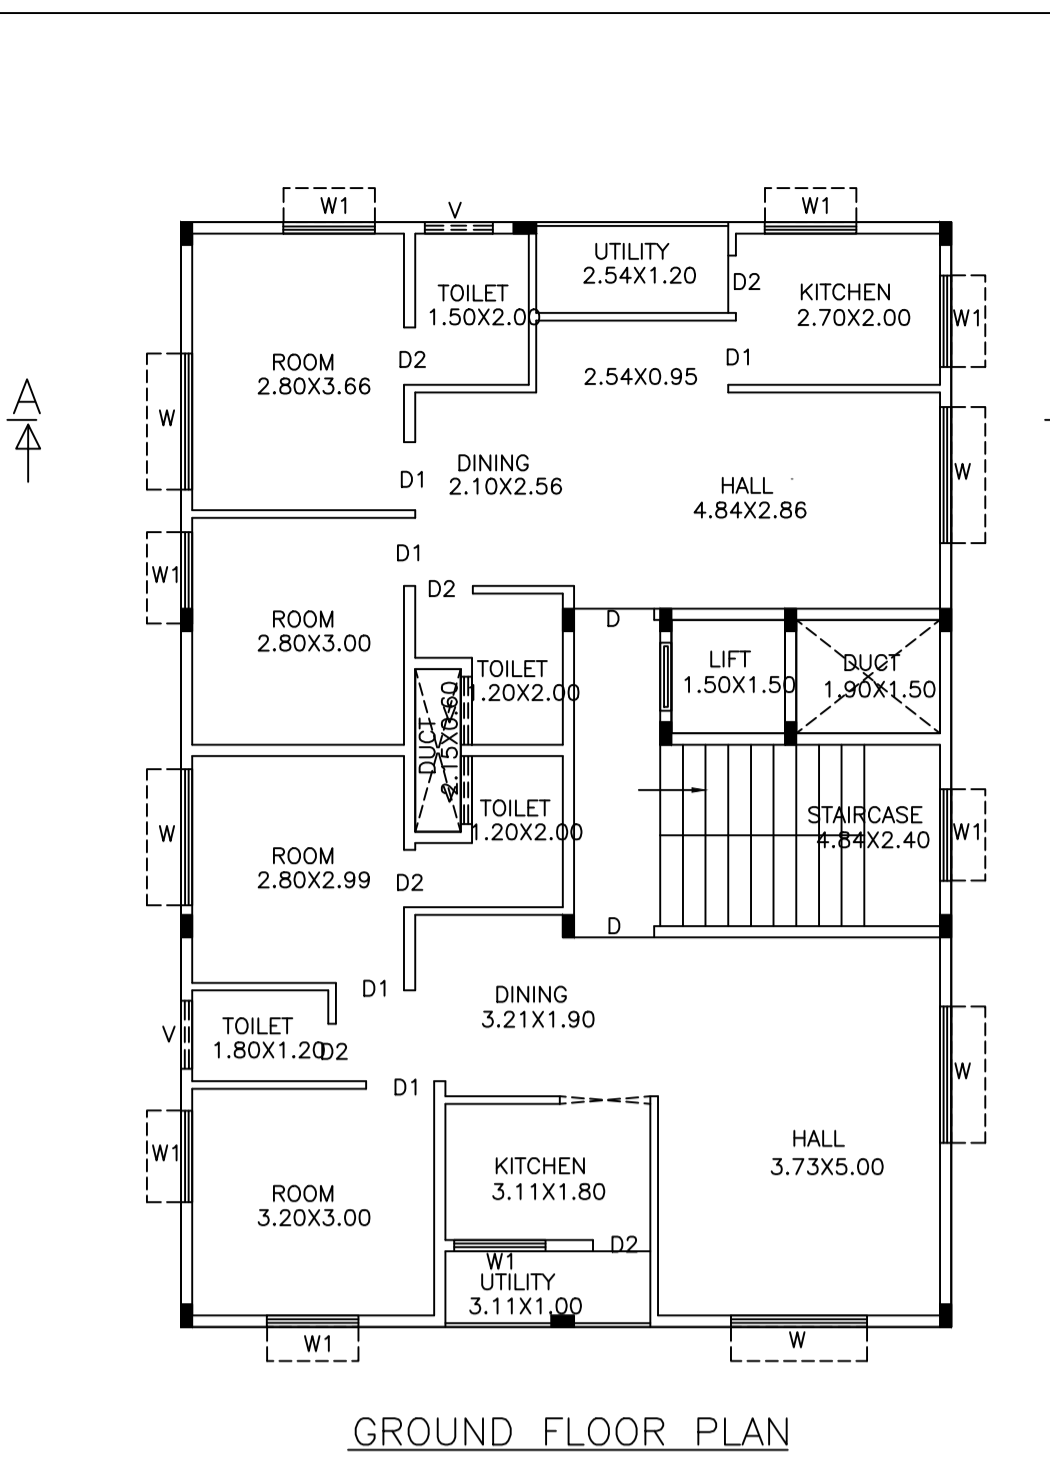 W1
V
W1
UTILITY
2.54X1.20
D2
TOILET
1.50X2.00
KITCHEN
2.70X2.00
W1
ROOM
2.80X3.66
D2
D1
2.54X0.95
A
W
DINING
2.10X2.56
D1
HALL
4.84X2.86
W
D1
W1
D2
ROOM
2.80X3.00
D
TOILET
1.20X2.00
LIFT
1.50X1.50
DUCT
1.90X1.50
DUCT
2.15X0.60
TOILET
1.20X2.00
STAIRCASE
4.84X2.40
W1
W
ROOM
2.80X2.99
D2
D
D1
DINING
3.21X1.90
V
TOILET
1.80X1.20
D2
D1
W
W1
HALL
3.73X5.00
KITCHEN
3.11X1.80
ROOM
3.20X3.00
D2
W1
UTILITY
3.11X1.00
W1
W
GROUND FLOOR PLAN